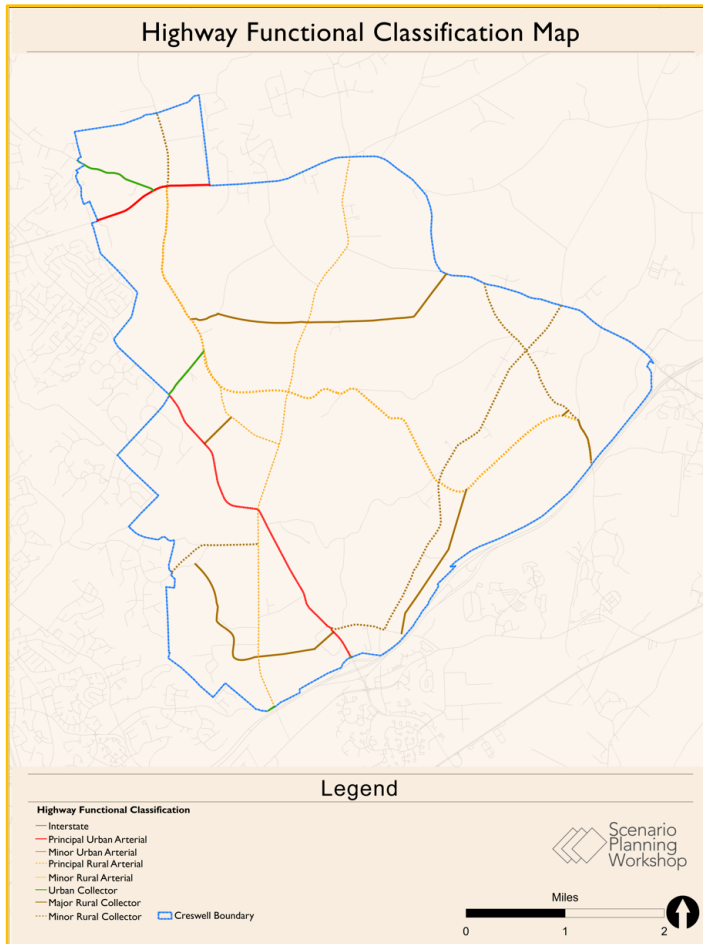 Highway Functional Classification Map
Legend
Highway Functional Classification
Interstate
Principal Urban Arterial
Minor Urban Arterial
Principal Rural Arterial
Minor Rural Arterial
Urban Collector
Major Rural Collector
Minor Rural Collector
Creswell Boundary
Scenario
Planning
Workshop
Miles
0 1 2